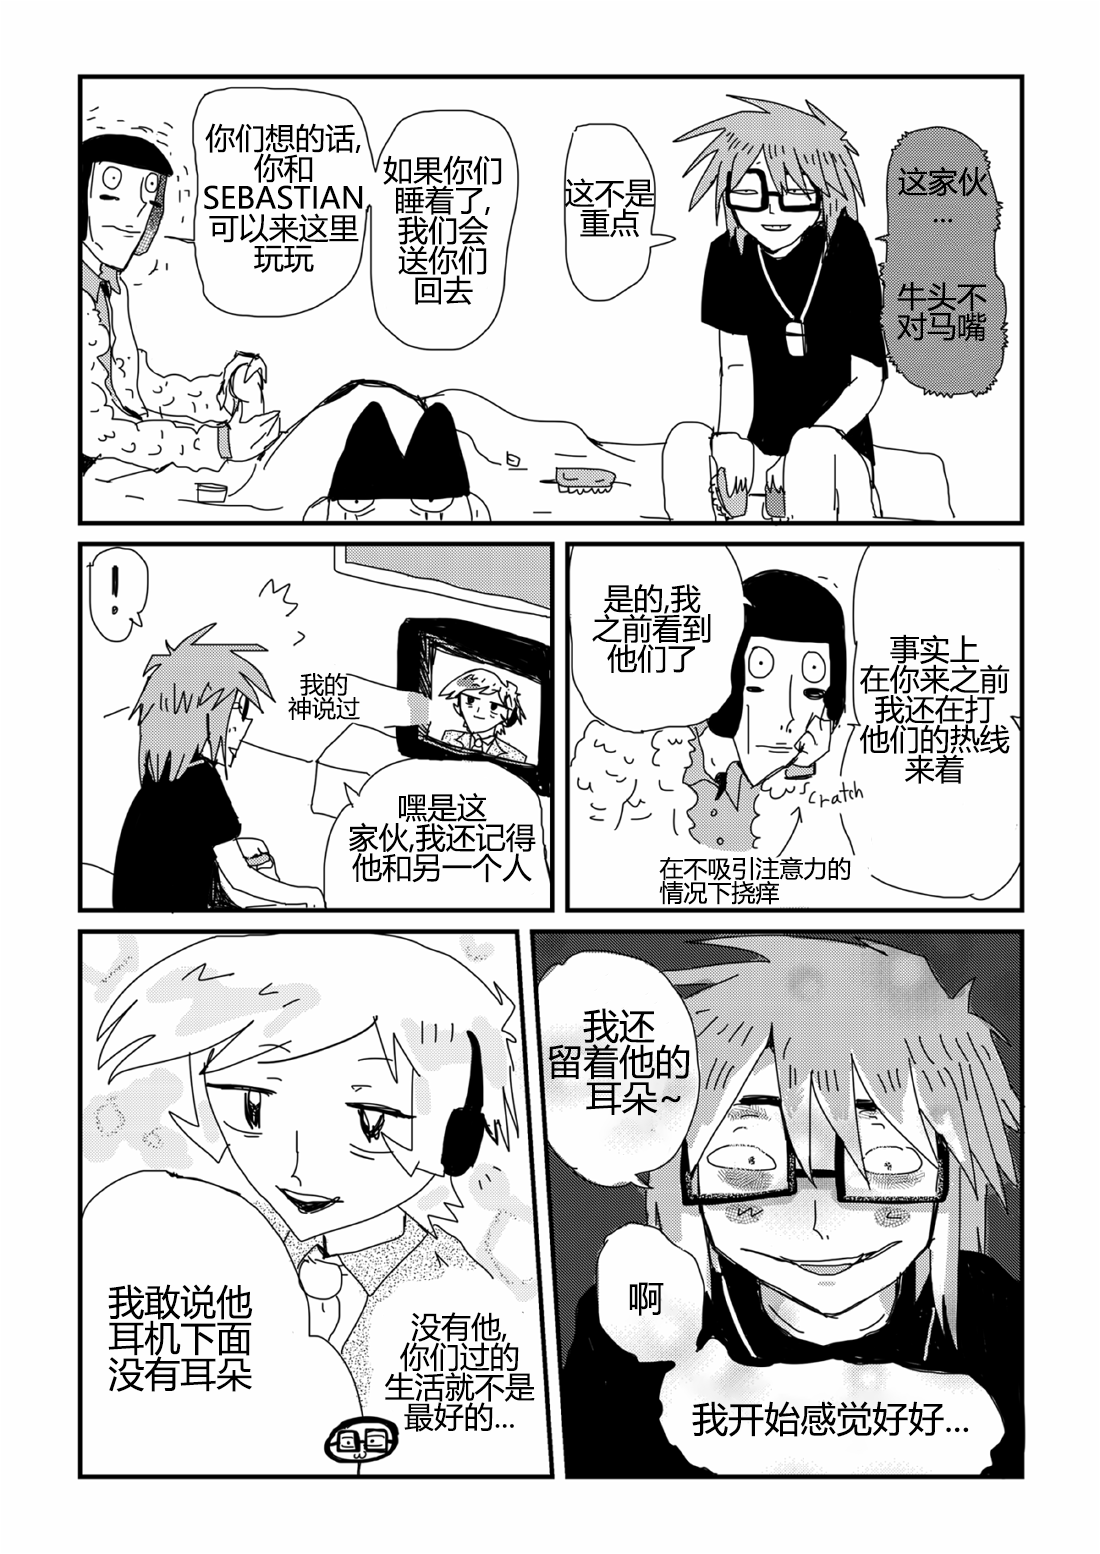 这家伙
…
牛头不
对马嘴
这不是
重点
如果你们
睡着了,
我们会
送你们
回去
你们想的话,
你和
SEBASTIAN
可以来这里
玩玩
事实上
在你来之前
我还在打
他们的热线
来着
是的,我
之前看到
他们了
scratch
在不吸引注意力的
情况下挠痒
!
我的
神说过
嘿是这
家伙,我还记得
他和另一个人
我还
留着他的
耳朵~
啊
我开始感觉好好…
没有他,
你们过的
生活就不是
最好的…
我敢说他
耳机下面
没有耳朵